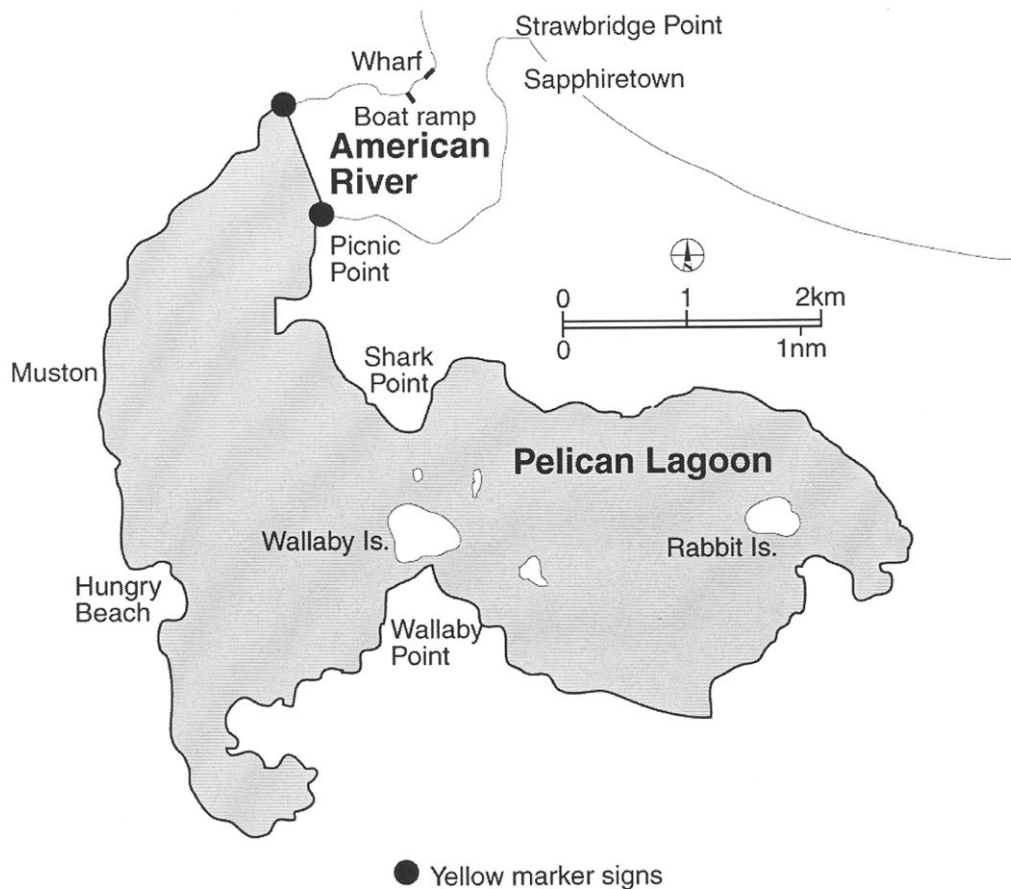 Strawbridge Point
Wharf
Sapphiretown
Boat ramp
American
River
Picnic
Point
N
0 1 2km
0 1nm
Shark
Point
Muston
Pelican Lagoon
Wallaby Is.
Rabbit Is.
Hungry
Beach
Wallaby
Point
Yellow marker signs